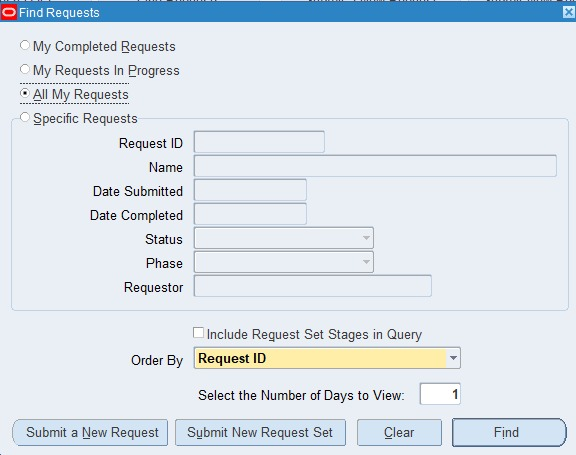 Find Requests
My Completed Requests
My Requests In Progress
All My Requests
Specific Requests
Request ID
Name
Date Submitted
Date Completed
Status
Phase
Requestor
Include Request Set Stages in Query
Order By Request ID
Select the Number of Days to View: 1
Submit a New Request Submit New Request Set Clear Find